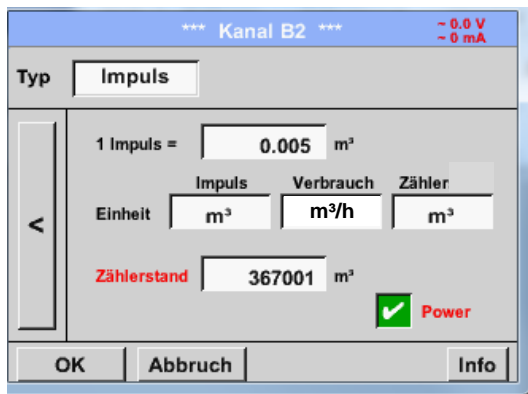 *** Kanal B2 ***
~ 0.0 V
~ 0 mA
Typ Impuls
1 Impuls = 0.005 m³
Impuls Verbrauch Zähler
Einheit m³ m³/h m³
<
Zählerstand 367001 m³
Power
OK Abbruch Info